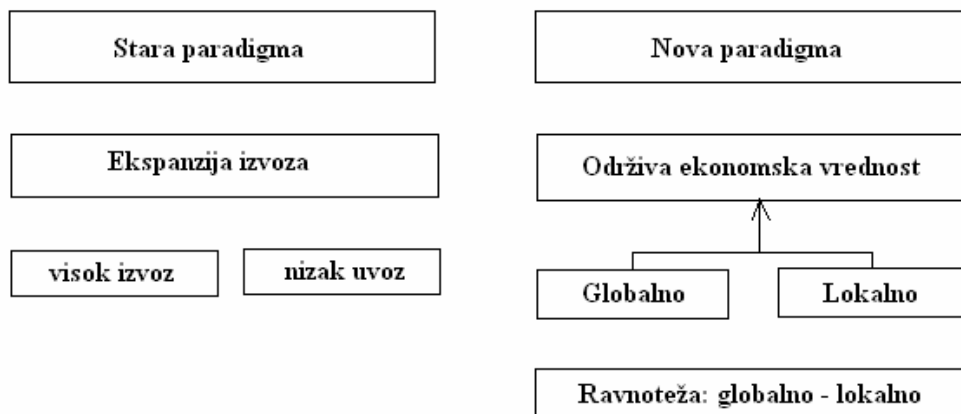 Stara paradigma
Nova paradigma
Ekspanzija izvoza
Održiva ekonomska vrednost
visok izvoz
nizak uvoz
Globalno
Lokalno
Ravnoteža: globalno - lokalno